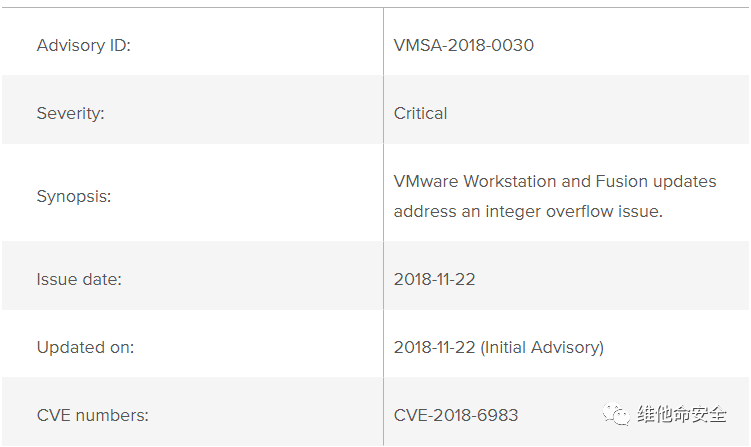 Advisory ID: VMSA-2018-0030
Severity: Critical
Synopsis: VMware Workstation and Fusion updates
address an integer overflow issue.
Issue date: 2018-11-22
Updated on: 2018-11-22 (Initial Advisory)
CVE numbers: CVE-2018-6983
维他命安全